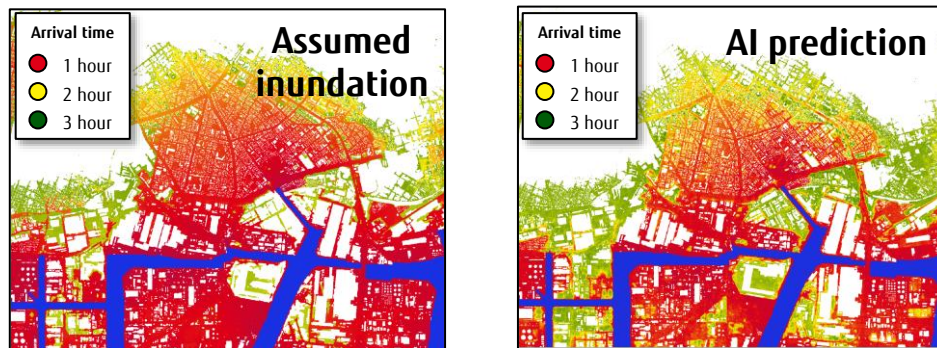 Arrival time
1 hour
2 hour
3 hour
Assumed
inundation
Arrival time
1 hour
2 hour
3 hour
AI prediction